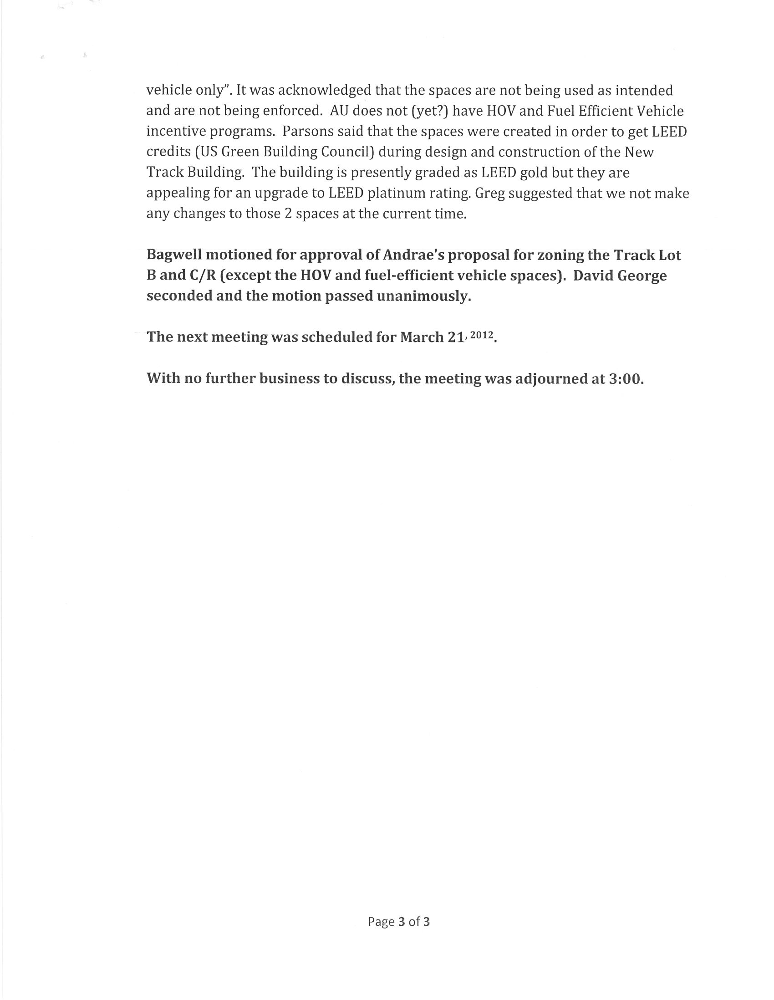 vehicle only”. It was acknowledged that the spaces are not being used as intended
and are not being enforced.  AU does not (yet?) have HOV and Fuel Efficient Vehicle
incentive programs.  Parsons said that the spaces were created in order to get LEED
credits (US Green Building Council) during design and construction of the New
Track Building.  The building is presently graded as LEED gold but they are
appealing for an upgrade to LEED platinum rating. Greg suggested that we not make
any changes to those 2 spaces at the current time.
Bagwell motioned for approval of Andrae’s proposal for zoning the Track Lot
B and C/R (except the HOV and fuel-efficient vehicle spaces).  David George
seconded and the motion passed unanimously.
The next meeting was scheduled for March 21, 2012.
With no further business to discuss, the meeting was adjourned at 3:00.
Page 3 of 3